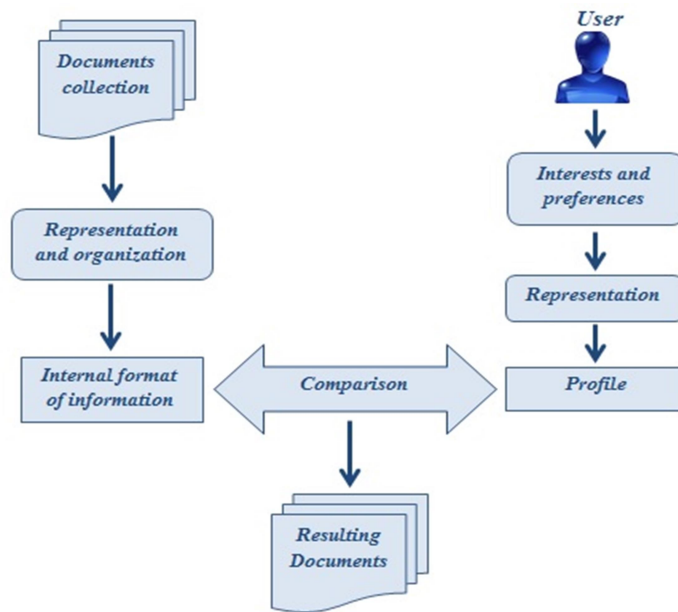 User
Documents
collection
Interests and
preferences
Representation
and organization
Representation
Internal format
of information
Comparison
Profile
Resulting
Documents